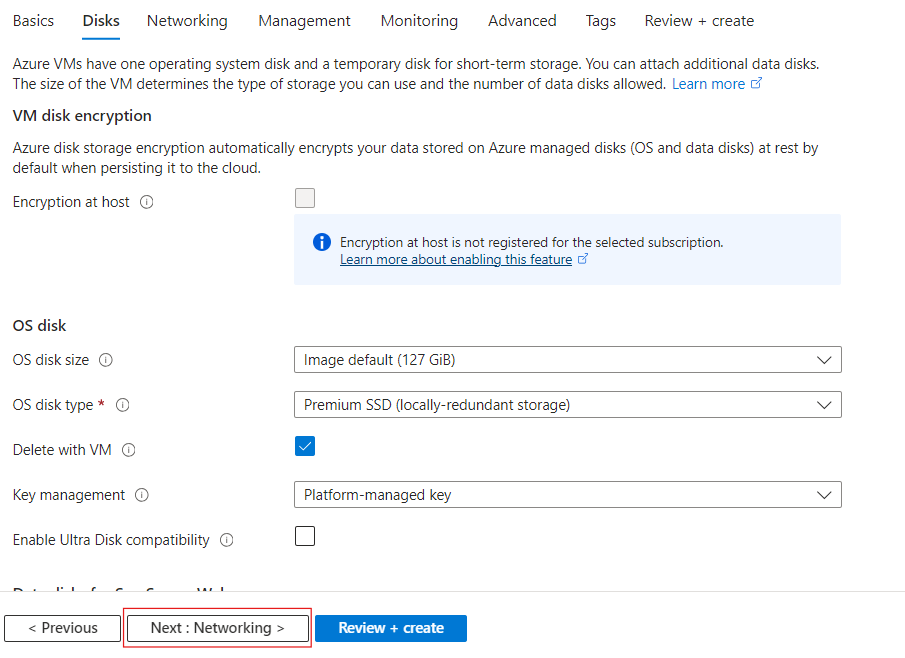 Basics Disks Networking Management Monitoring Advanced Tags Review + create
Azure VMs have one operating system disk and a temporary disk for short-term storage. You can attach additional data disks.
The size of the VM determines the type of storage you can use and the number of data disks allowed. Learn more
VM disk encryption
Azure disk storage encryption automatically encrypts your data stored on Azure managed disks (OS and data disks) at rest by
default when persisting it to the cloud.
Encryption at host
Encryption at host is not registered for the selected subscription.
Learn more about enabling this feature
OS disk
OS disk size Image default (127 GiB)
OS disk type * Premium SSD (locally-redundant storage)
Delete with VM
Key management Platform-managed key
Enable Ultra Disk compatibility
< Previous Next : Networking > Review + create